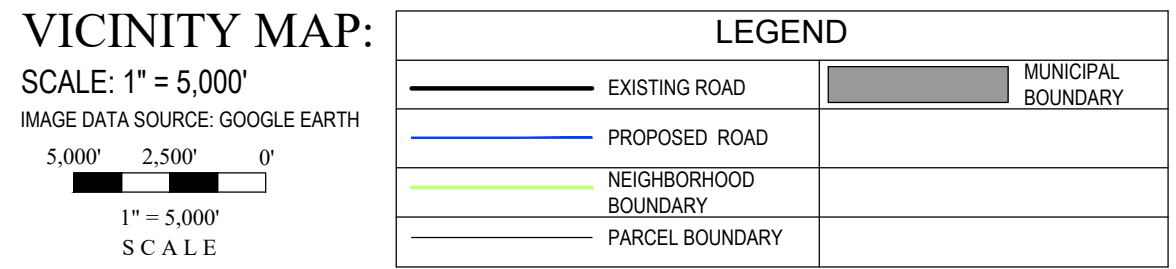 VICINITY MAP:
SCALE: 1" = 5,000'
IMAGE DATA SOURCE: GOOGLE EARTH
5,000' 2,500' 0'
1" = 5,000'
SCALE
LEGEND
EXISTING ROAD
MUNICIPAL
BOUNDARY
PROPOSED ROAD
NEIGHBORHOOD
BOUNDARY
PARCEL BOUNDARY